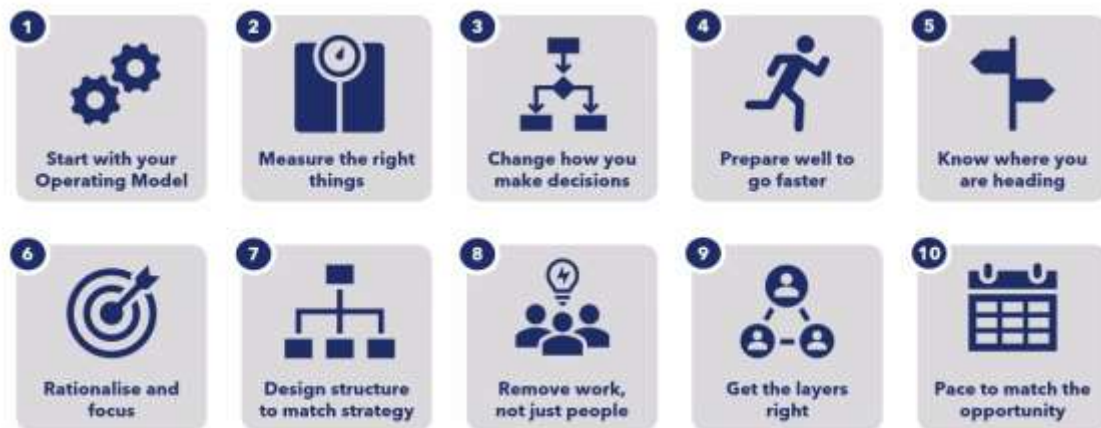 1
Start with your
Operating Model
2
Measure the right
things
3
Change how you
make decisions
4
Prepare well to
go faster
5
Know where you
are heading
6
Rationalise and
focus
7
Design structure
to match strategy
8
Remove work,
not just people
9
Get the layers
right
10
Pace to match the
opportunity